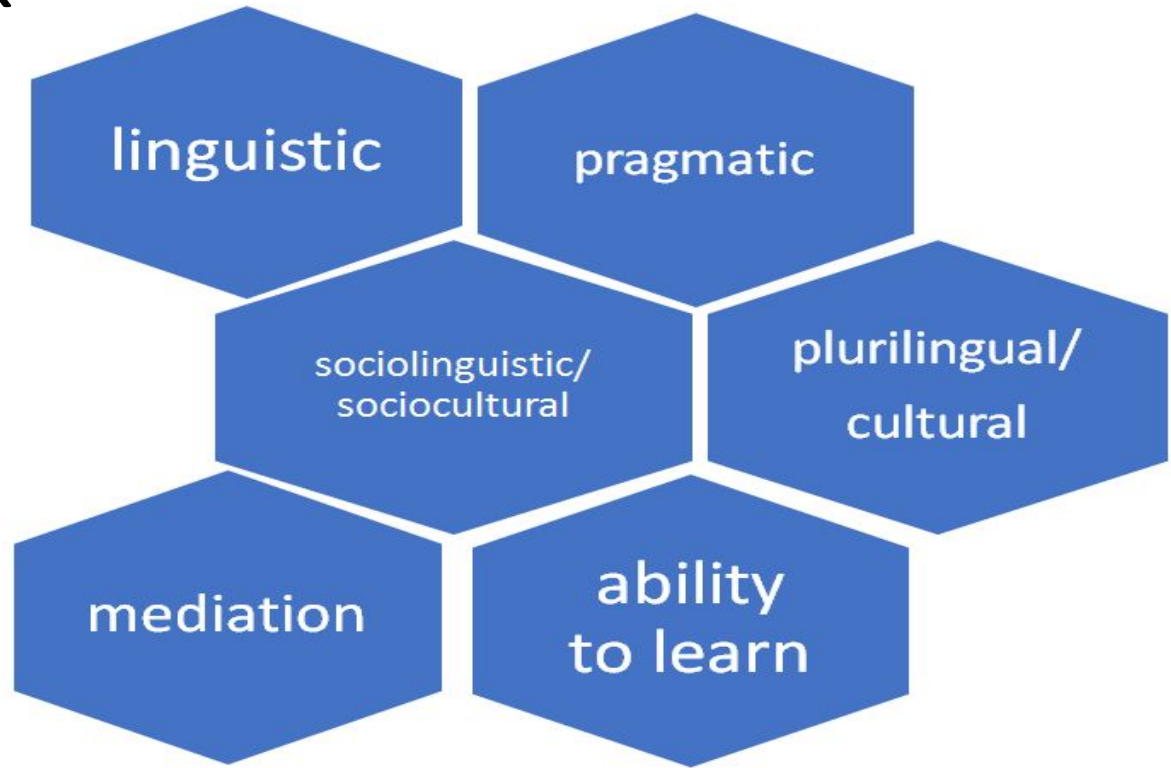 linguistic
pragmatic
sociolinguistic/
sociocultural
plurilingual/
cultural
mediation
ability
to learn